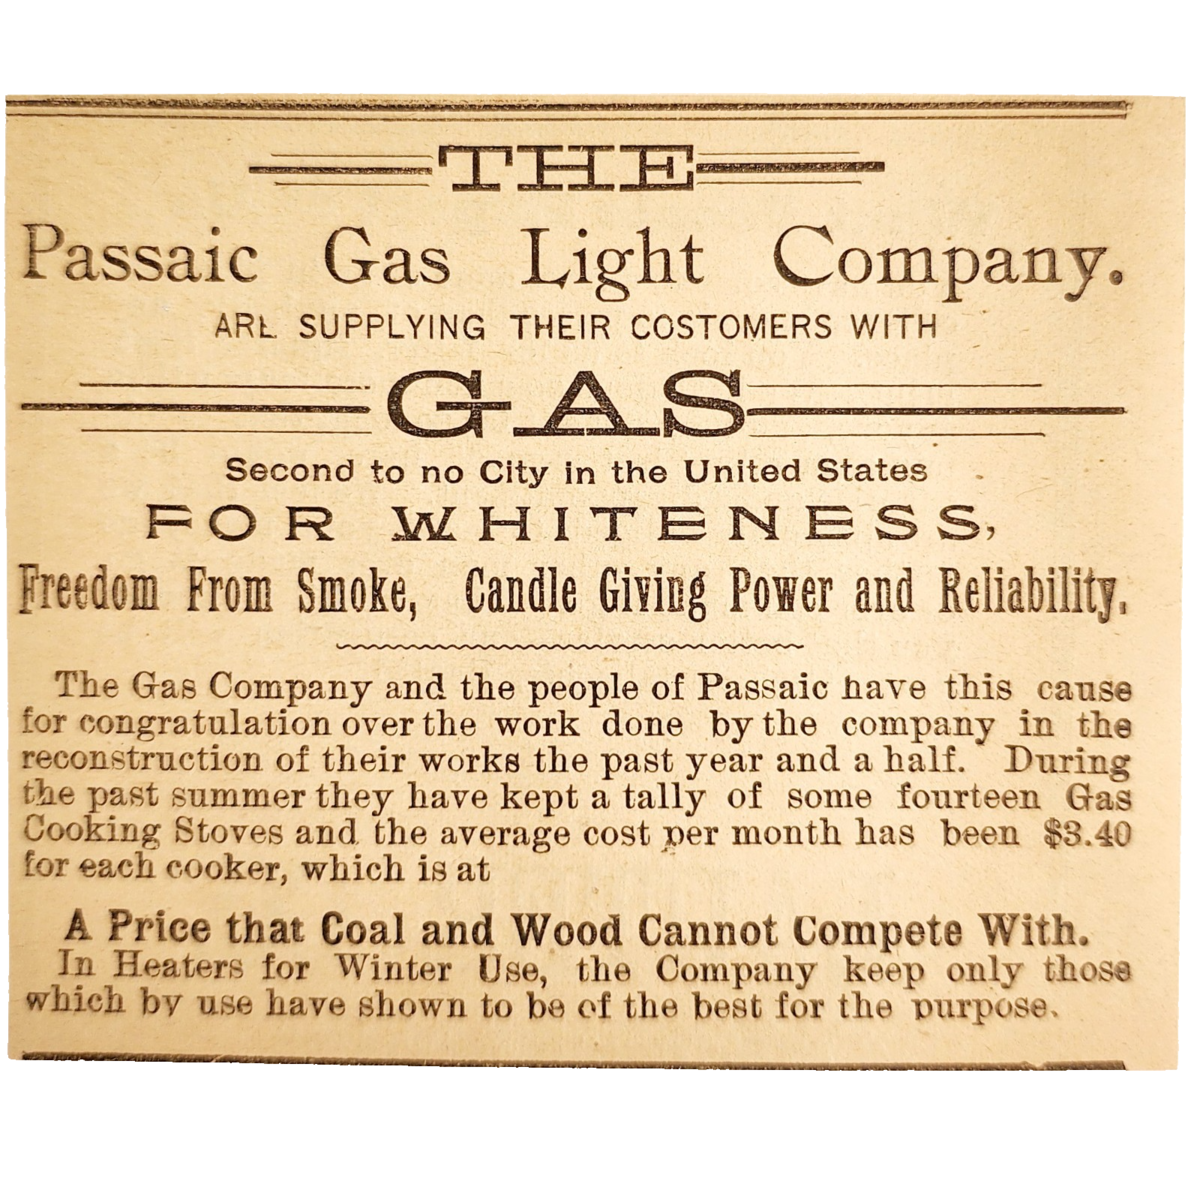 THE
Passaic Gas Light Company.
ARE SUPPLYING THEIR COSTOMERS WITH
GAS
Second to no City in the United States
FOR WHITENESS,
Freedom From Smoke, Candle Giving Power and Reliability.
The Gas Company and the people of Passaic have this cause
for congratulation over the work done by the company in the
reconstruction of their works the past year and a half. During
the past summer they have kept a tally of some fourteen Gas
Cooking Stoves and the average cost per month has been $3.40
for each cooker, which is at
A Price that Coal and Wood Cannot Compete With.
In Heaters for Winter Use, the Company keep only those
which by use have shown to be of the best for the purpose.